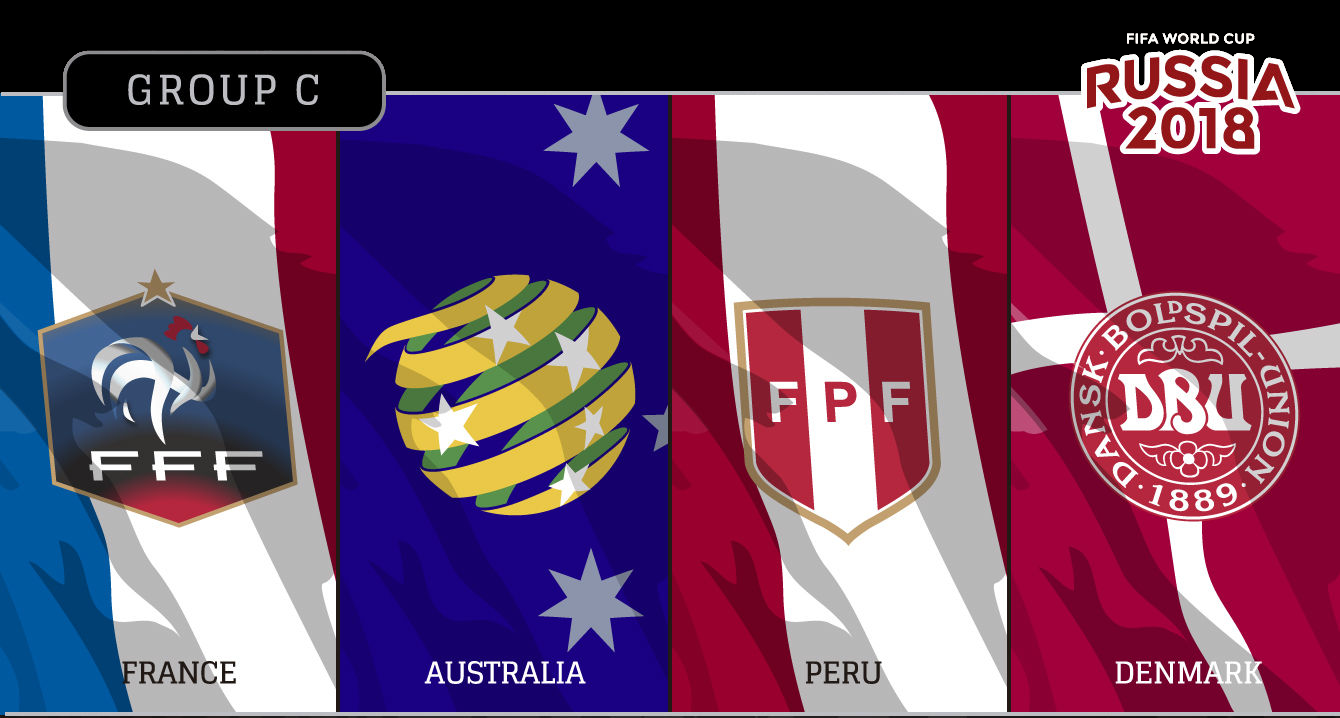 GROUP C
FIFA WORLD CUP
RUSSIA
2018
FFF
FPF
DANSK·BOLDSPIL-UNION
DBU
·1889·
FRANCE
AUSTRALIA
PERU
DENMARK